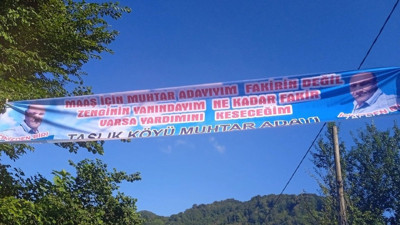 MAAŞ İÇİN MUHTAR ADAYIYIM FAKİRİN DEĞİL
ZENGİNİN YANINDAYIM NE KADAR FAKİR
VARSA YARDIMINI KESECEĞİM
TAŞLIK KÖYÜ MUHTAR ADAYI